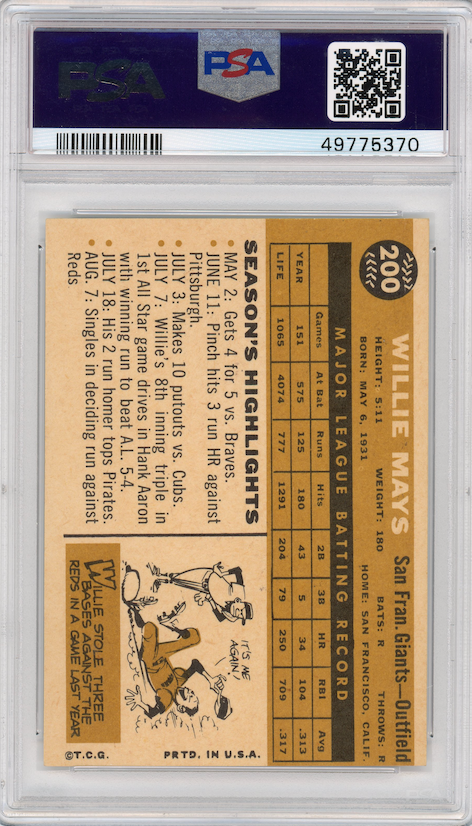 PSA
PSA
49775370
200
WILLIE MAYS San Fran. Giants—Outfield
HEIGHT: 5:11 WEIGHT: 180 BATS: R THROWS: R
BORN: MAY 6, 1931 HOME: SAN FRANCISCO, CALIF.
MAJOR LEAGUE BATTING RECORD
Games At Bat Runs Hits 2B 3B HR RBI Avg
YEAR 151 575 125 180 43 5 34 104 .313
LIFE 1065 4074 777 1291 204 79 250 709 .317
SEASON'S HIGHLIGHTS
• MAY 2: Gets 4 for 5 vs. Braves.
• JUNE 11: Pinch hits 3 run HR against
Pittsburgh.
• JULY 3: Makes 10 putouts vs. Cubs.
• JULY 7: Willie's 8th inning triple in
1st All Star game drives in Hank Aaron
with winning run to beat A.L. 5-4.
• JULY 18: His 2 run homer tops Pirates.
• AUG. 7: Singles in deciding run against
Reds
IT'S ME
AGAIN!
WILLIE STOLE THREE
BASES AGAINST THE
REDS IN A GAME LAST YEAR
©T.C.G. PRTD. IN U.S.A.